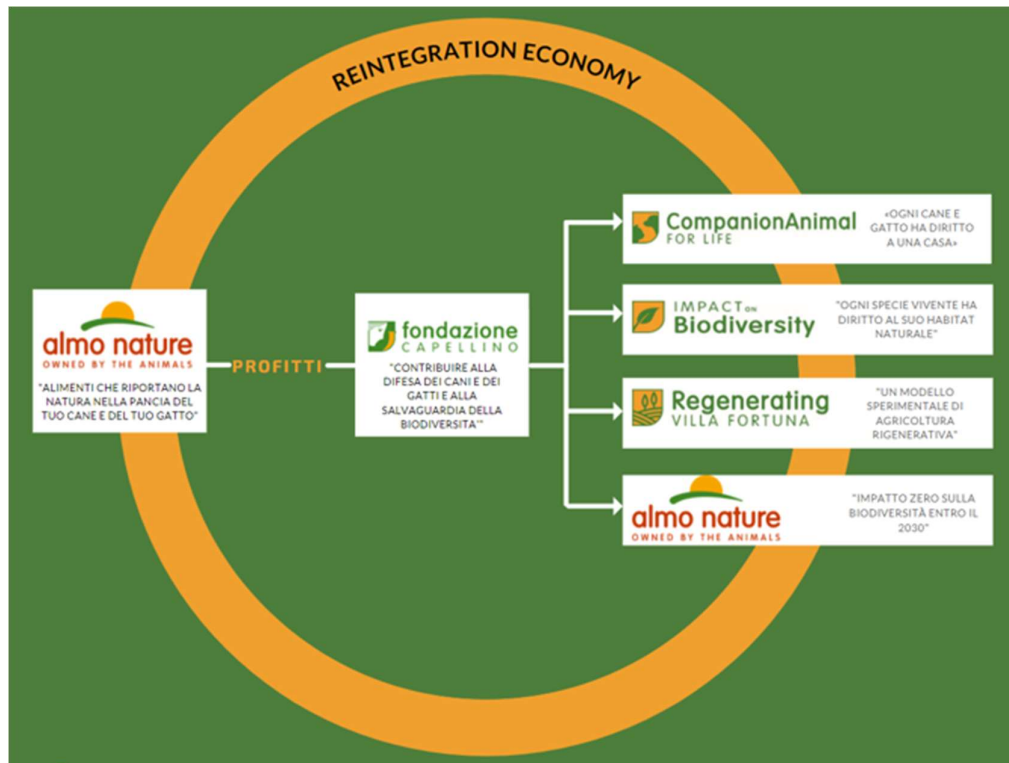 REINTEGRATION ECONOMY
almo nature
OWNED BY THE ANIMALS
"ALIMENTI CHE RIPORTANO LA
NATURA NELLA PANCIA DEL
TUO CANE E DEL TUO GATTO"
PROFITTI
fondazione
CAPELLINO
"CONTRIBUIRE ALLA
DIFESA DEI CANI E DEI
GATTI E ALLA
SALVAGUARDIA DELLA
BIODIVERSITA'"
CompanionAnimal
FOR LIFE
«OGNI CANE E
GATTO HA DIRITTO
A UNA CASA»
IMPACT ON
Biodiversity
"OGNI SPECIE VIVENTE HA
DIRITTO AL SUO HABITAT
NATURALE"
Regenerating
VILLA FORTUNA
"UN MODELLO
SPERIMENTALE DI
AGRICOLTURA
RIGENERATIVA"
almo nature
OWNED BY THE ANIMALS
"IMPATTO ZERO SULLA
BIODIVERSITÀ ENTRO IL
2030"